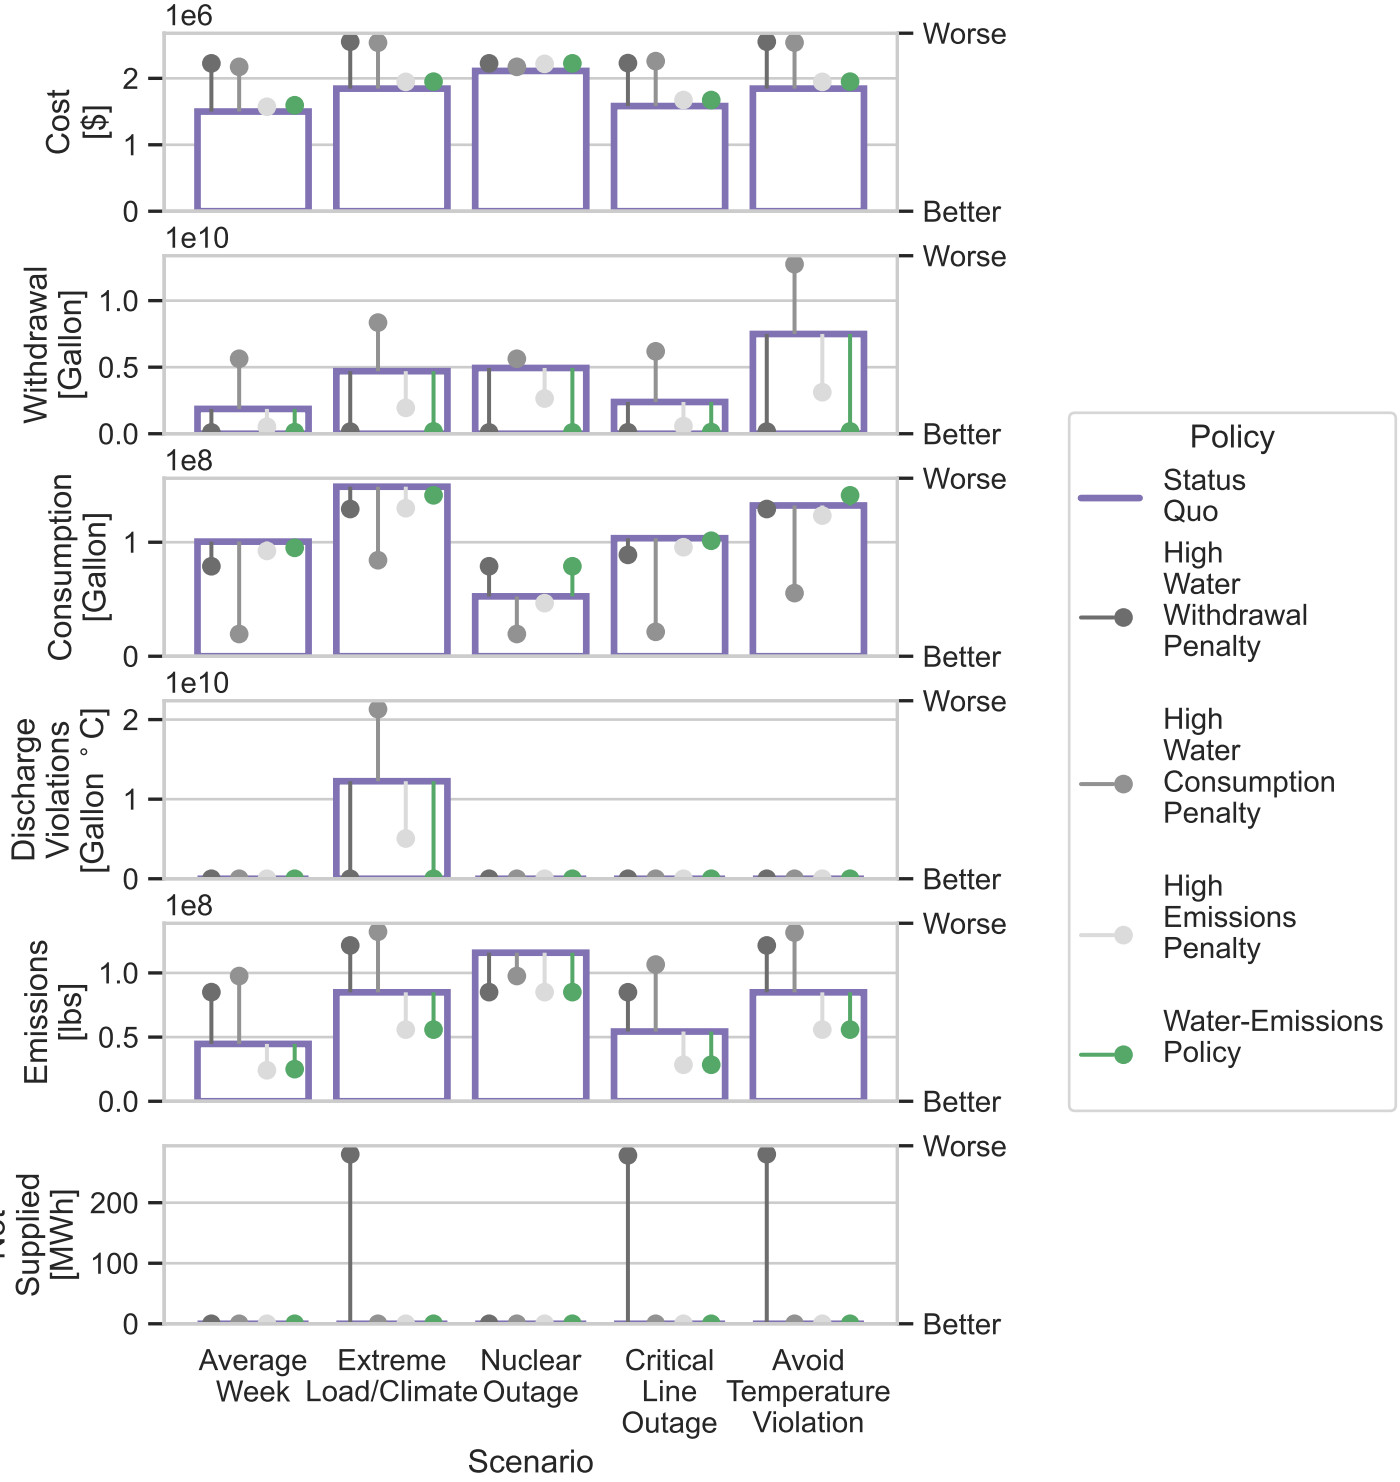 1e6
Cost
[$]
2
1
0
Worse
Better
1e10
Withdrawal
[Gallon]
1.0
0.5
0.0
Worse
Better
1e8
Consumption
[Gallon]
1
0
Worse
Better
1e10
Discharge
Violations
[Gallon °C]
2
1
0
Worse
Better
1e8
Emissions
[lbs]
1.0
0.5
0.0
Worse
Better
Supplied
[MWh]
200
100
0
Worse
Better
Average
Week
Extreme
Load/Climate
Nuclear
Outage
Critical
Line
Outage
Avoid
Temperature
Violation
Scenario
Policy
Status
Quo
High
Water
Withdrawal
Penalty
High
Water
Consumption
Penalty
High
Emissions
Penalty
Water-Emissions
Policy